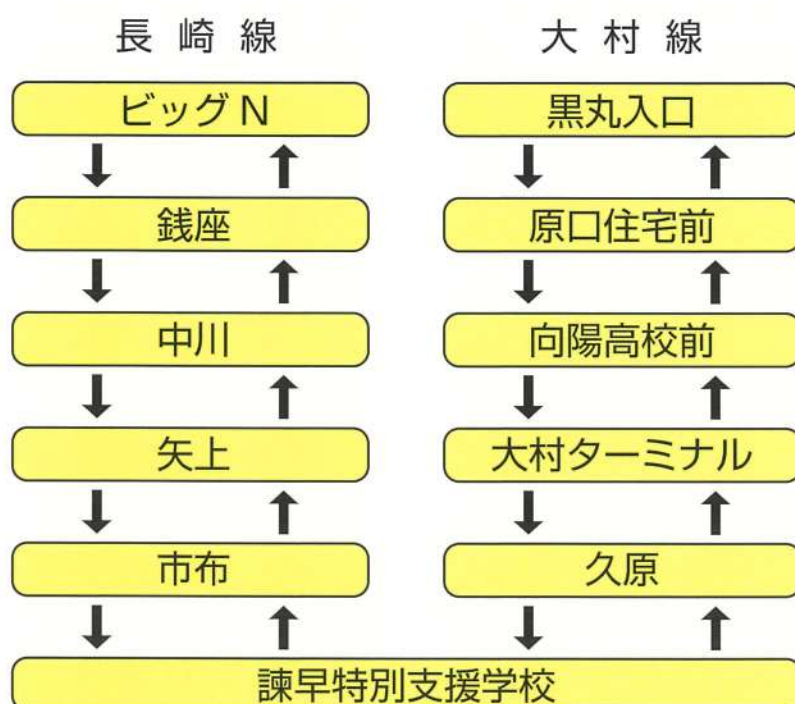 長崎線
ビッグN
銭座
中川
矢上
市布
大村線
黒丸入口
原口住宅前
向陽高校前
大村ターミナル
久原
諫早特別支援学校